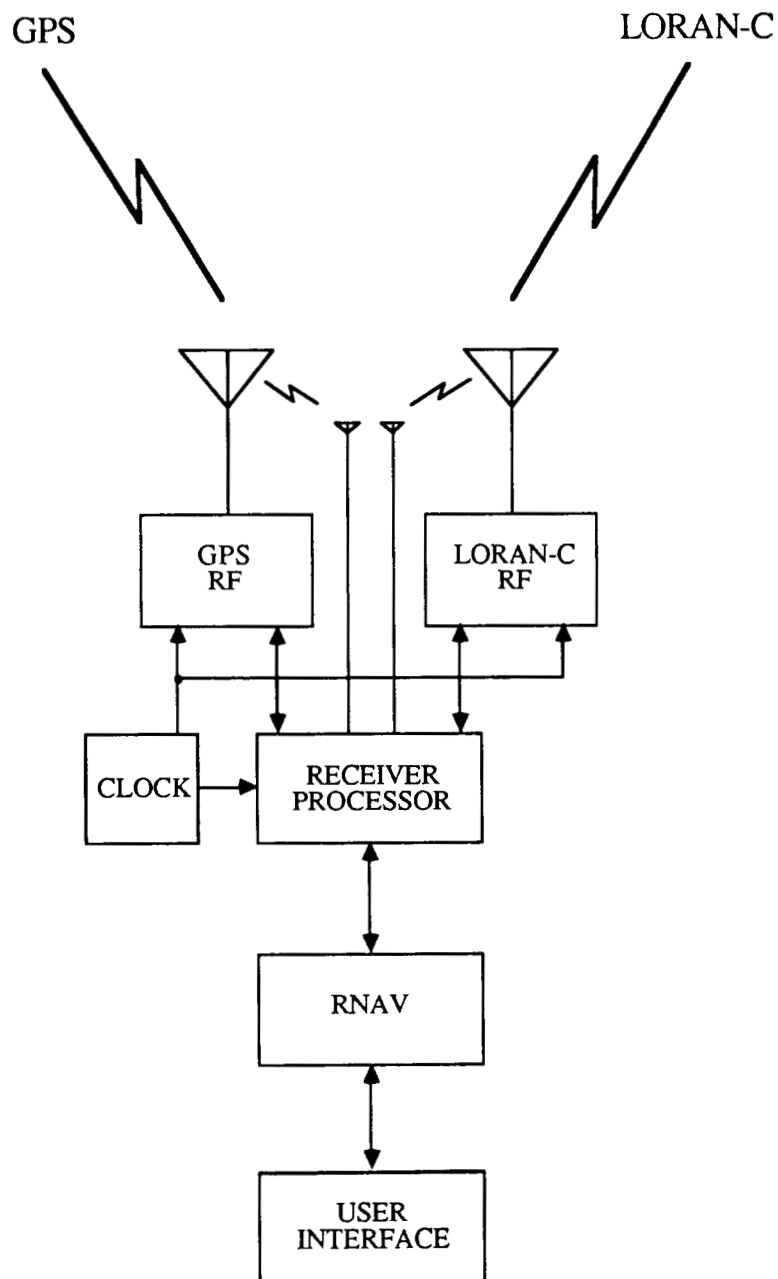 GPS
LORAN-C
GPS
RF
LORAN-C
RF
CLOCK
RECEIVER
PROCESSOR
RNAV
USER
INTERFACE